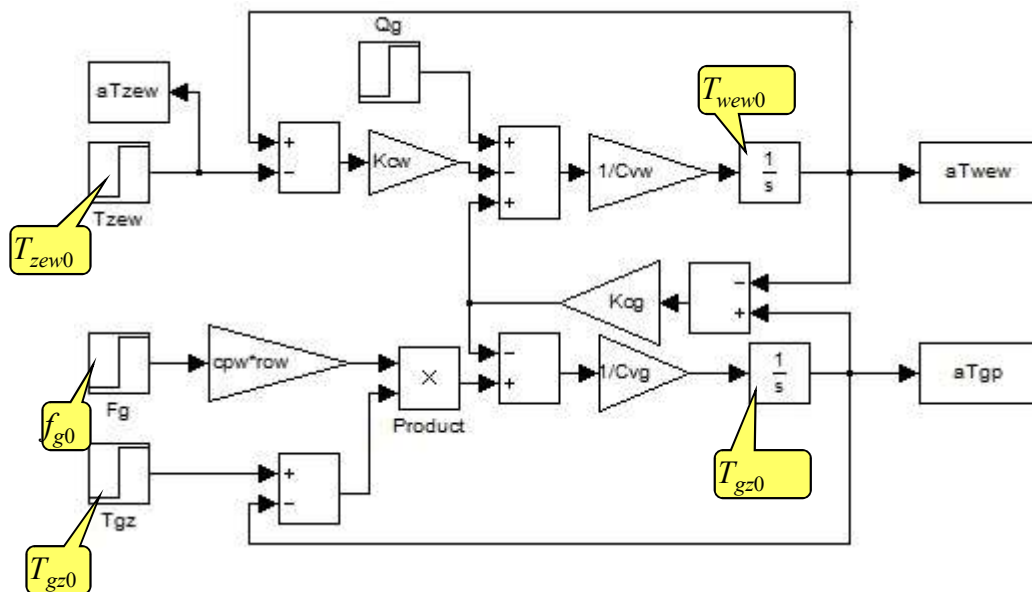 Qg
aTzew
T_wew0
+
−
Kcw
+
−
+
1/Cvw
1
s
aTwew
Tzew
T_zew0
Kcg
−
+
cpw*row
×
Product
−
+
1/Cvg
1
s
aTgp
Fg
f_g0
+
−
T_gz0
Tgz
T_gz0